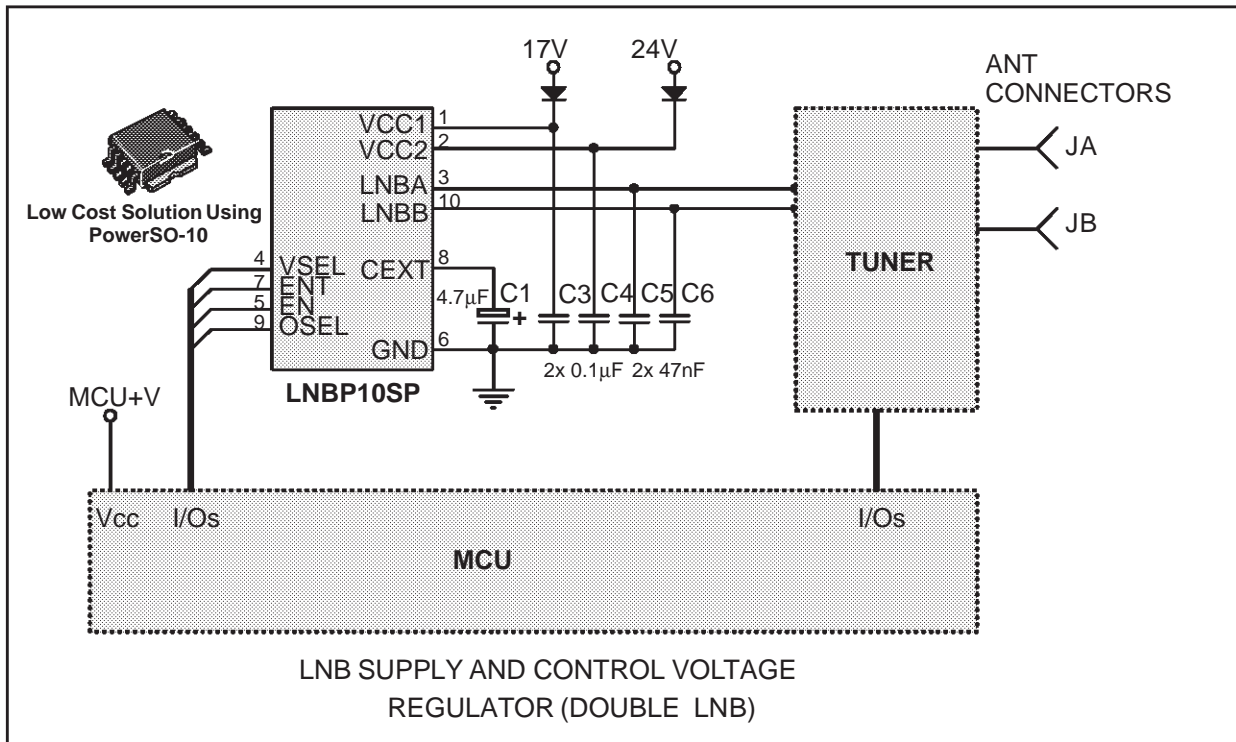 17V
24V
ANT
CONNECTORS
VCC1
1
VCC2
2
LNBA
3
LNBB
10
JA
JB
Low Cost Solution Using
PowerSO-10
TUNER
4
VSEL
7
ENT
5
EN
9
OSEL
CEXT
8
4.7μF
C1
+
C3
C4
C5
C6
GND
6
2x 0.1μF
2x 47nF
LNBP10SP
MCU+V
Vcc
I/Os
I/Os
MCU
LNB SUPPLY AND CONTROL VOLTAGE
REGULATOR (DOUBLE LNB)